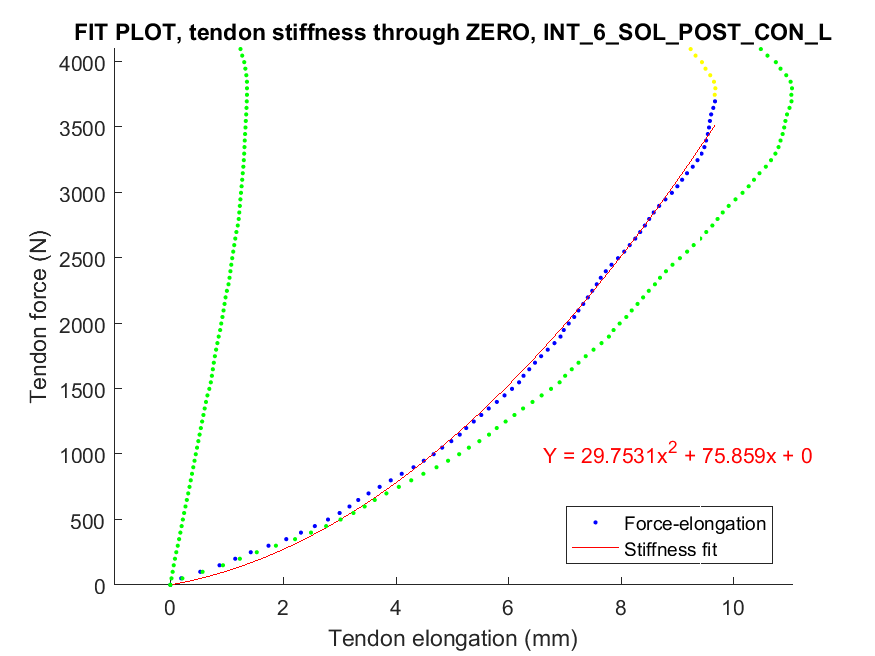 FIT PLOT, tendon stiffness through ZERO, INT_6_SOL_POST_CON_L
4000
3500
3000
2500
2000
1500
1000
500
0
Tendon force (N)
Y = 29.7531x² + 75.859x + 0
Force-elongation
Stiffness fit
0 2 4 6 8 10
Tendon elongation (mm)